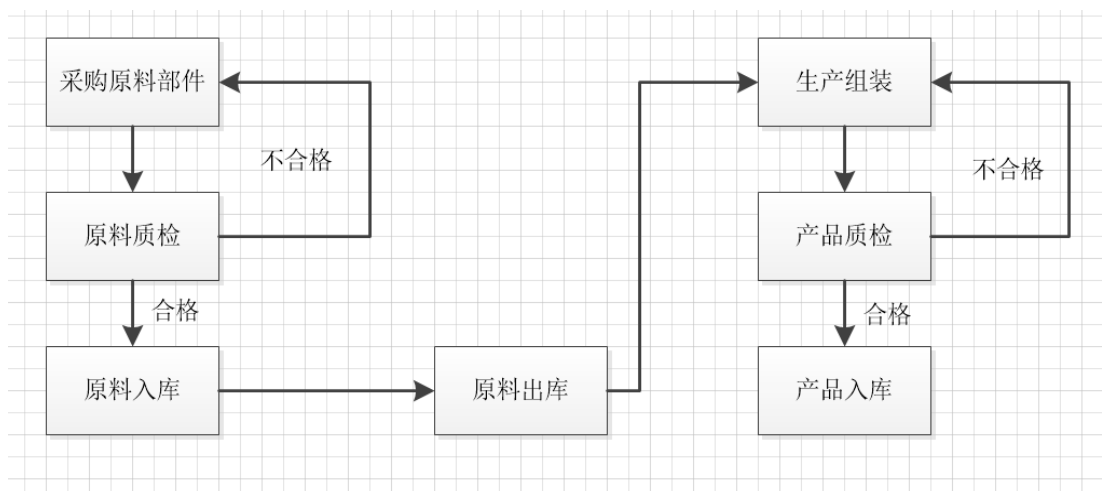 采购原料部件
不合格
原料质检
合格
原料入库
原料出库
生产组装
不合格
产品质检
合格
产品入库